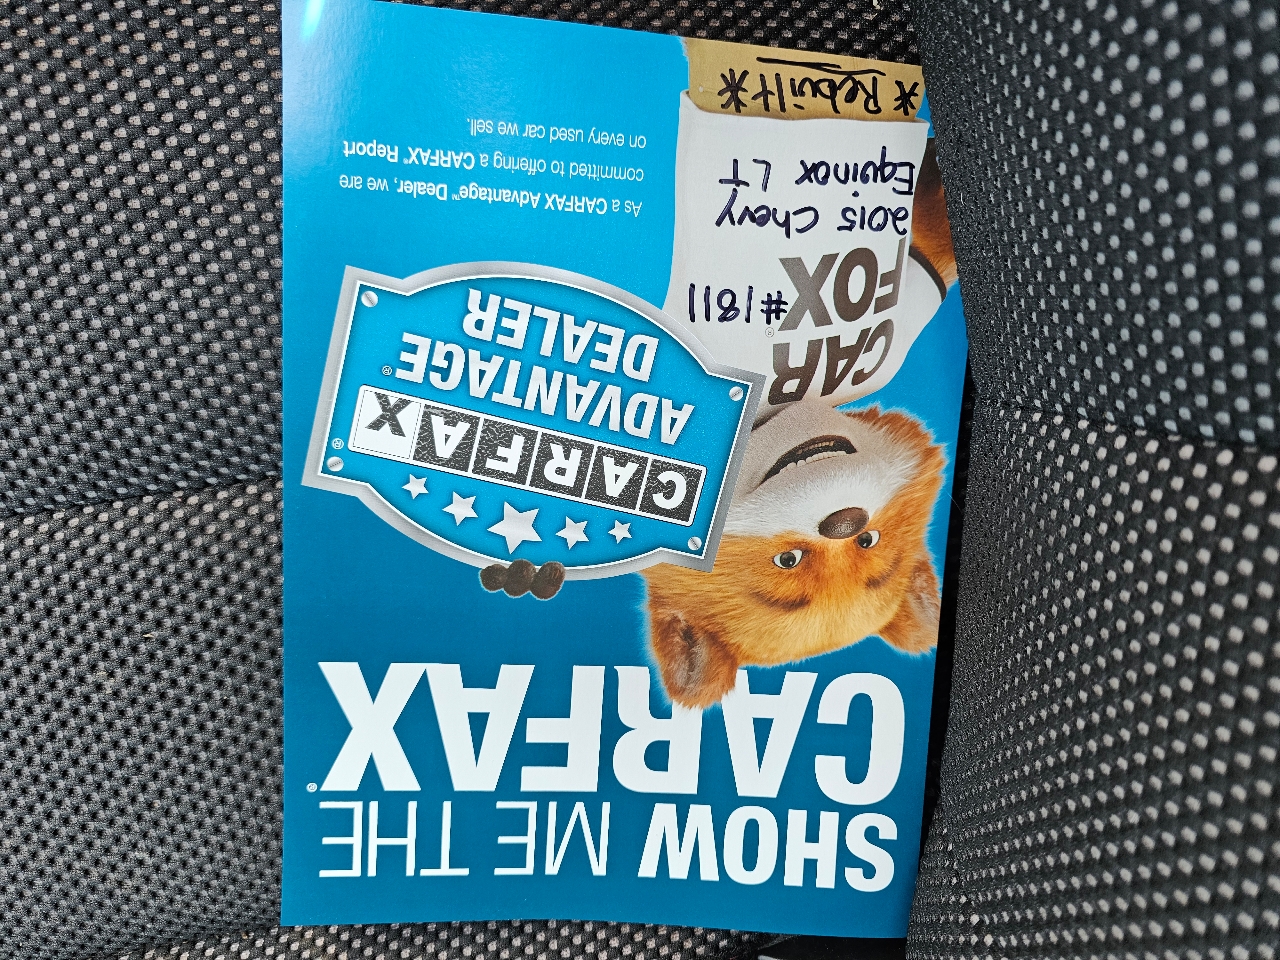 SHOW ME THE
CARFAX®
CARFAX®
ADVANTAGE®
DEALER
CAR
FOX®
#1811
2015 Chevy
Equinox LT
* Rebuilt *
As a CARFAX Advantage™ Dealer, we are
committed to offering a CARFAX® Report
on every used car we sell.